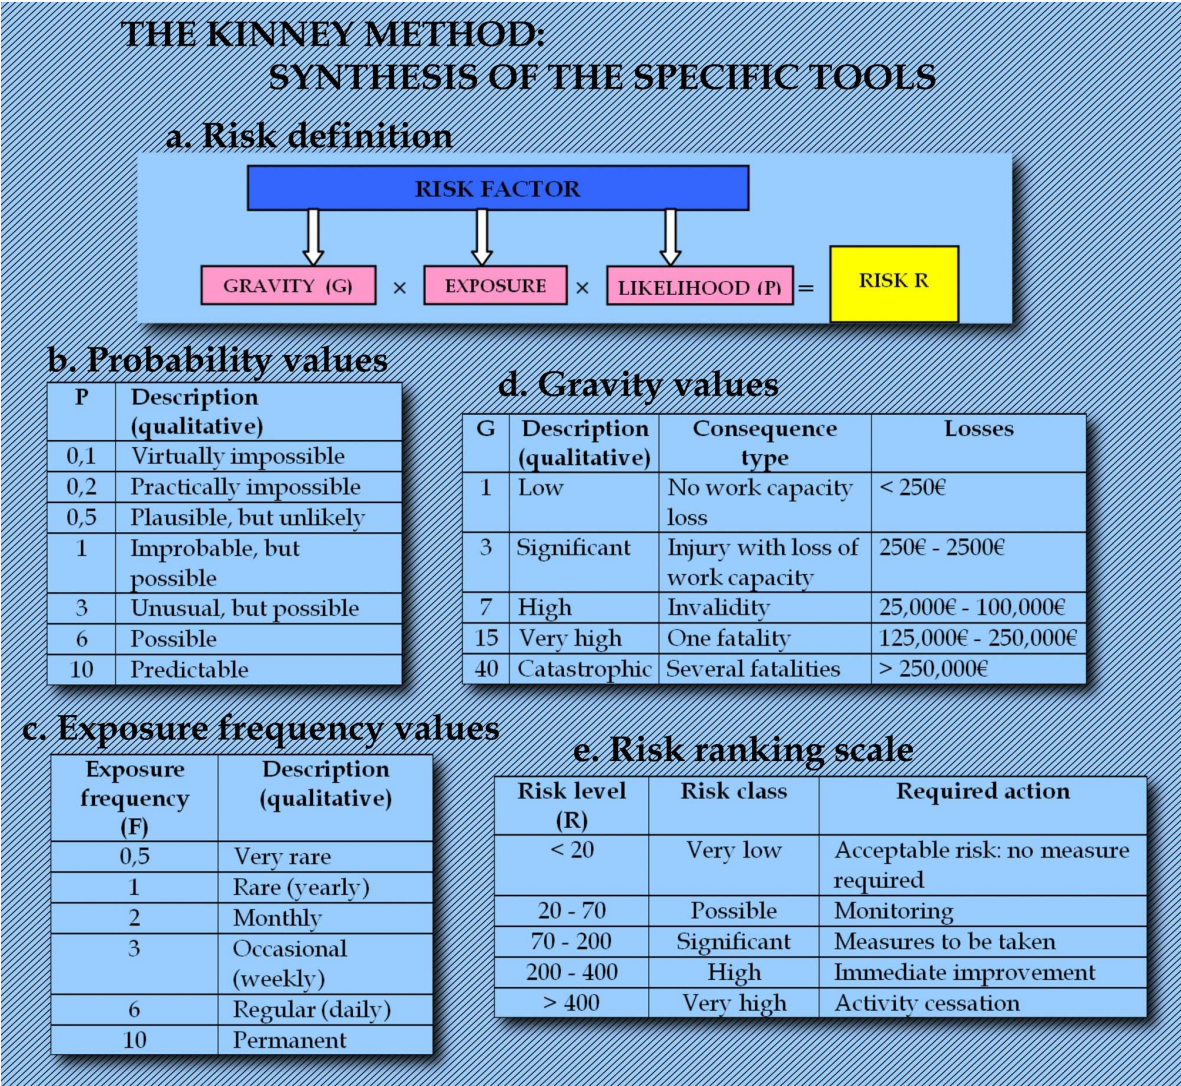 THE KINNEY METHOD:
SYNTHESIS OF THE SPECIFIC TOOLS
a. Risk definition
RISK FACTOR
GRAVITY (G) × EXPOSURE × LIKELIHOOD (P) = RISK R
b. Probability values
P Description
(qualitative)
0,1 Virtually impossible
0,2 Practically impossible
0,5 Plausible, but unlikely
1 Improbable, but
possible
3 Unusual, but possible
6 Possible
10 Predictable
d. Gravity values
G Description Consequence Losses
(qualitative) type
1 Low No work capacity < 250€
loss
3 Significant Injury with loss of 250€ - 2500€
work capacity
7 High Invalidity 25,000€ - 100,000€
15 Very high One fatality 125,000€ - 250,000€
40 Catastrophic Several fatalities > 250,000€
c. Exposure frequency values
Exposure Description
frequency (qualitative)
(F)
0,5 Very rare
1 Rare (yearly)
2 Monthly
3 Occasional
(weekly)
6 Regular (daily)
10 Permanent
e. Risk ranking scale
Risk level Risk class Required action
(R)
< 20 Very low Acceptable risk: no measure
required
20 - 70 Possible Monitoring
70 - 200 Significant Measures to be taken
200 - 400 High Immediate improvement
> 400 Very high Activity cessation